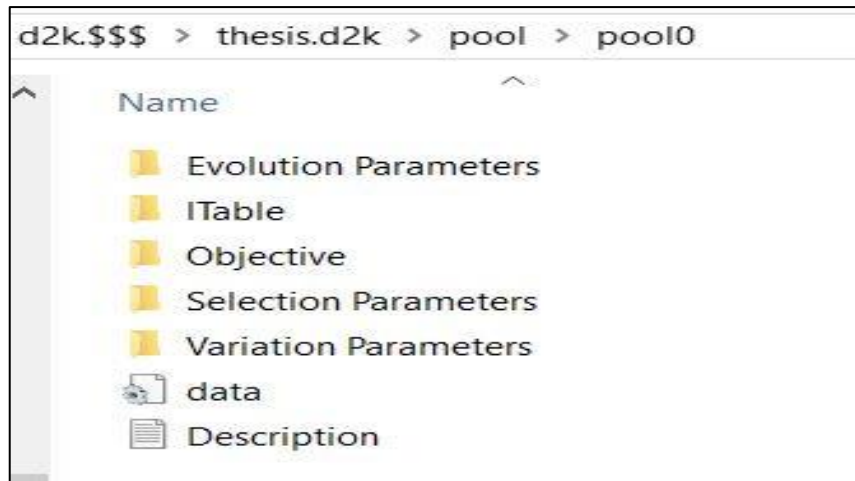 d2k.$$$ > thesis.d2k > pool > pool0
Name
Evolution Parameters
ITable
Objective
Selection Parameters
Variation Parameters
data
Description